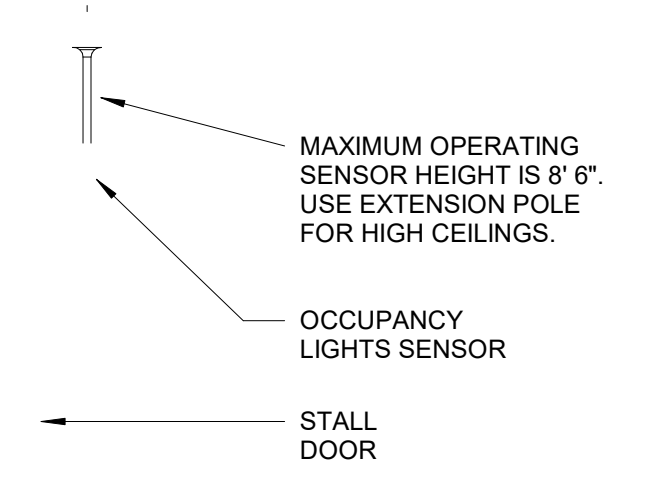 MAXIMUM OPERATING
SENSOR HEIGHT IS 8' 6".
USE EXTENSION POLE
FOR HIGH CEILINGS.
OCCUPANCY
LIGHTS SENSOR
STALL
DOOR